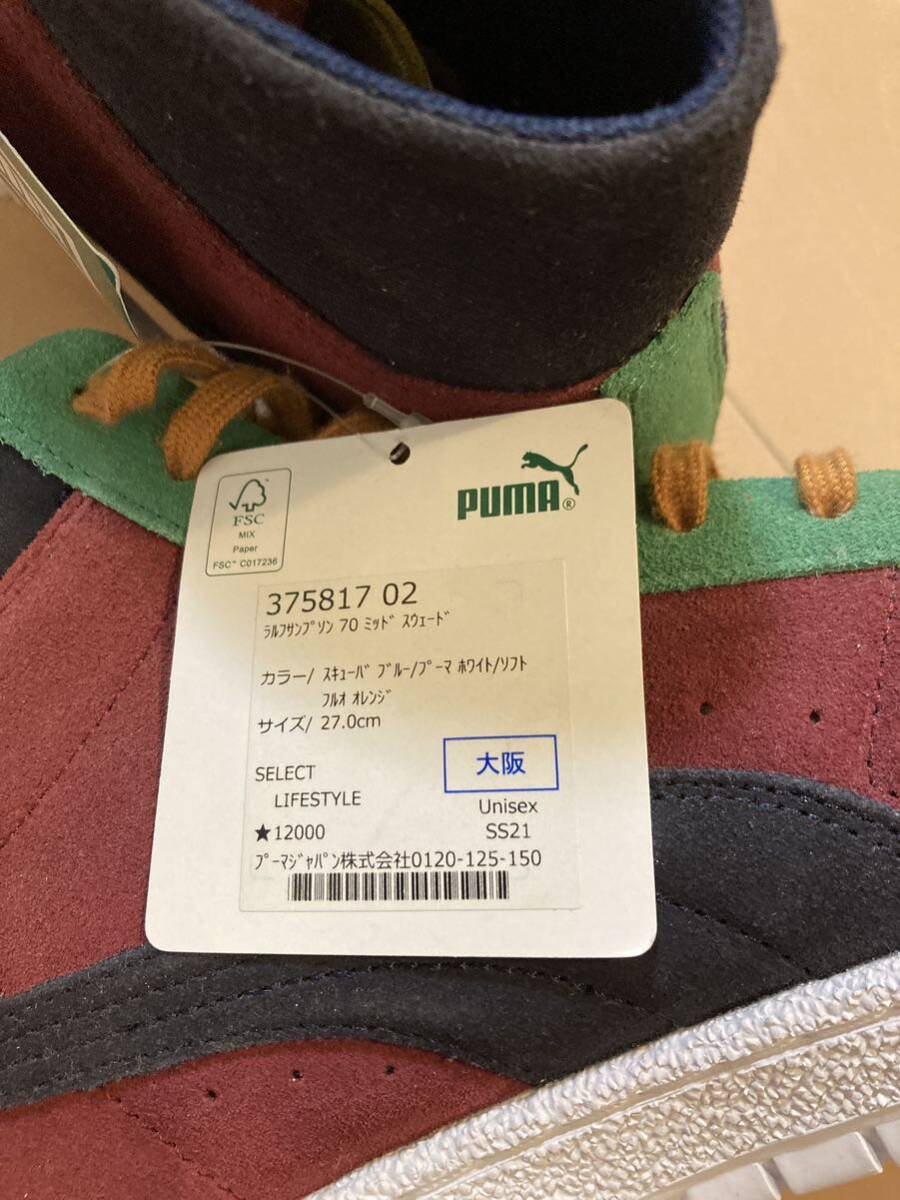 FSC
MIX
Paper
FSC™ C017236
PUMA®
375817 02
ﾗﾙﾌｻﾝﾌﾟｿﾝ 70 ﾐｯﾄﾞ ｽｳｪｰﾄﾞ
カラー/ ｽｷｭｰﾊﾞ ﾌﾞﾙｰ/ﾌﾟｰﾏ ﾎﾜｲﾄ/ｿﾌﾄ
ﾌﾙｵ ｵﾚﾝｼﾞ
サイズ/ 27.0cm
大阪
SELECT
LIFESTYLE
Unisex
★12000
SS21
ﾌﾟｰﾏｼﾞｬﾊﾟﾝ株式会社0120-125-150